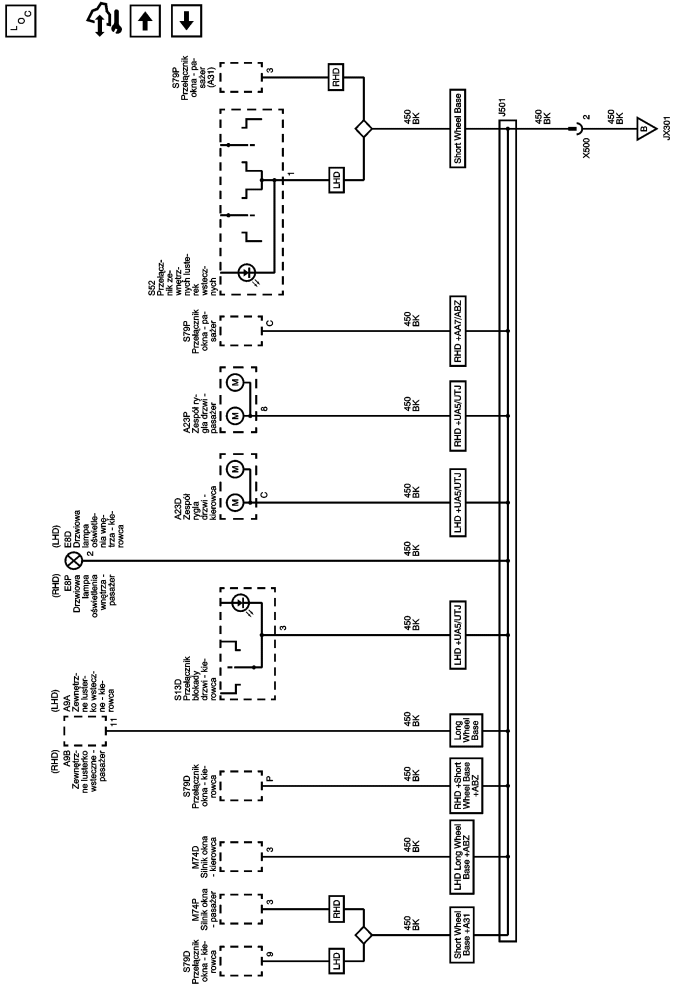 LOC
S79P
Przełącznik
okna - pa-
sażer
(A31)
3
RHD
450
BK
Short Wheel Base
J501
450
BK
2
X500
450
BK
B
JX301
1
LHD
S52
Przełącz-
nik ze-
wnętrz-
nych luste-
rek
wstecz-
nych
S79P
Przełącznik
okna - pa-
sażer
C
450
BK
RHD +AA7/ABZ
A23P
Zespół ry-
gla drzwi -
pasażer
M
M
8
450
BK
RHD +UA5/UTJ
A23D
Zespół
rygla
drzwi -
kierowca
M
M
C
450
BK
LHD +UA5/UTJ
(LHD)
E8D
Drzwiowa
lampa
oświetle-
nia wnę-
trza - kie-
rowca
2
(RHD)
E8P
Drzwiowa
lampa
oświetlenia
wnętrza -
pasażer
450
BK
S13D
Przełącznik
blokady
drzwi - kie-
rowca
3
450
BK
LHD +UA5/UTJ
(LHD)
A9A
Zewnętrz-
ne luster-
ko wstecz-
ne - kie-
rowca
11
(RHD)
A9B
Zewnętrz-
ne lusterko
wsteczne -
pasażer
450
BK
Long
Wheel
Base
S79D
Przełącznik
okna - kie-
rowca
P
450
BK
RHD +Short
Wheel Base
+ABZ
M74D
Silnik okna
- kierowca
3
450
BK
LHD Long Wheel
Base +ABZ
M74P
Silnik okna
- pasażer
3
RHD
450
BK
Short Wheel
Base +A31
S79D
Przełącznik
okna - kie-
rowca
9
LHD